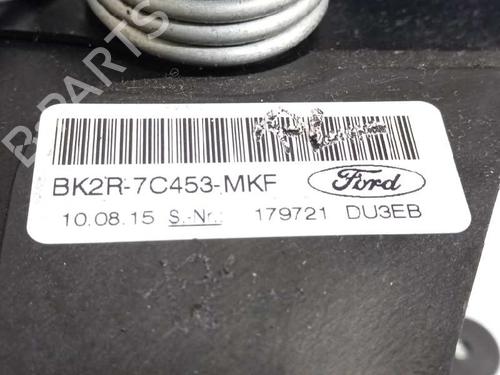 B-PARTS
BK2R-7C453-MKF
Ford
10.08.15 S.-Nr.: 179721 DU3EB